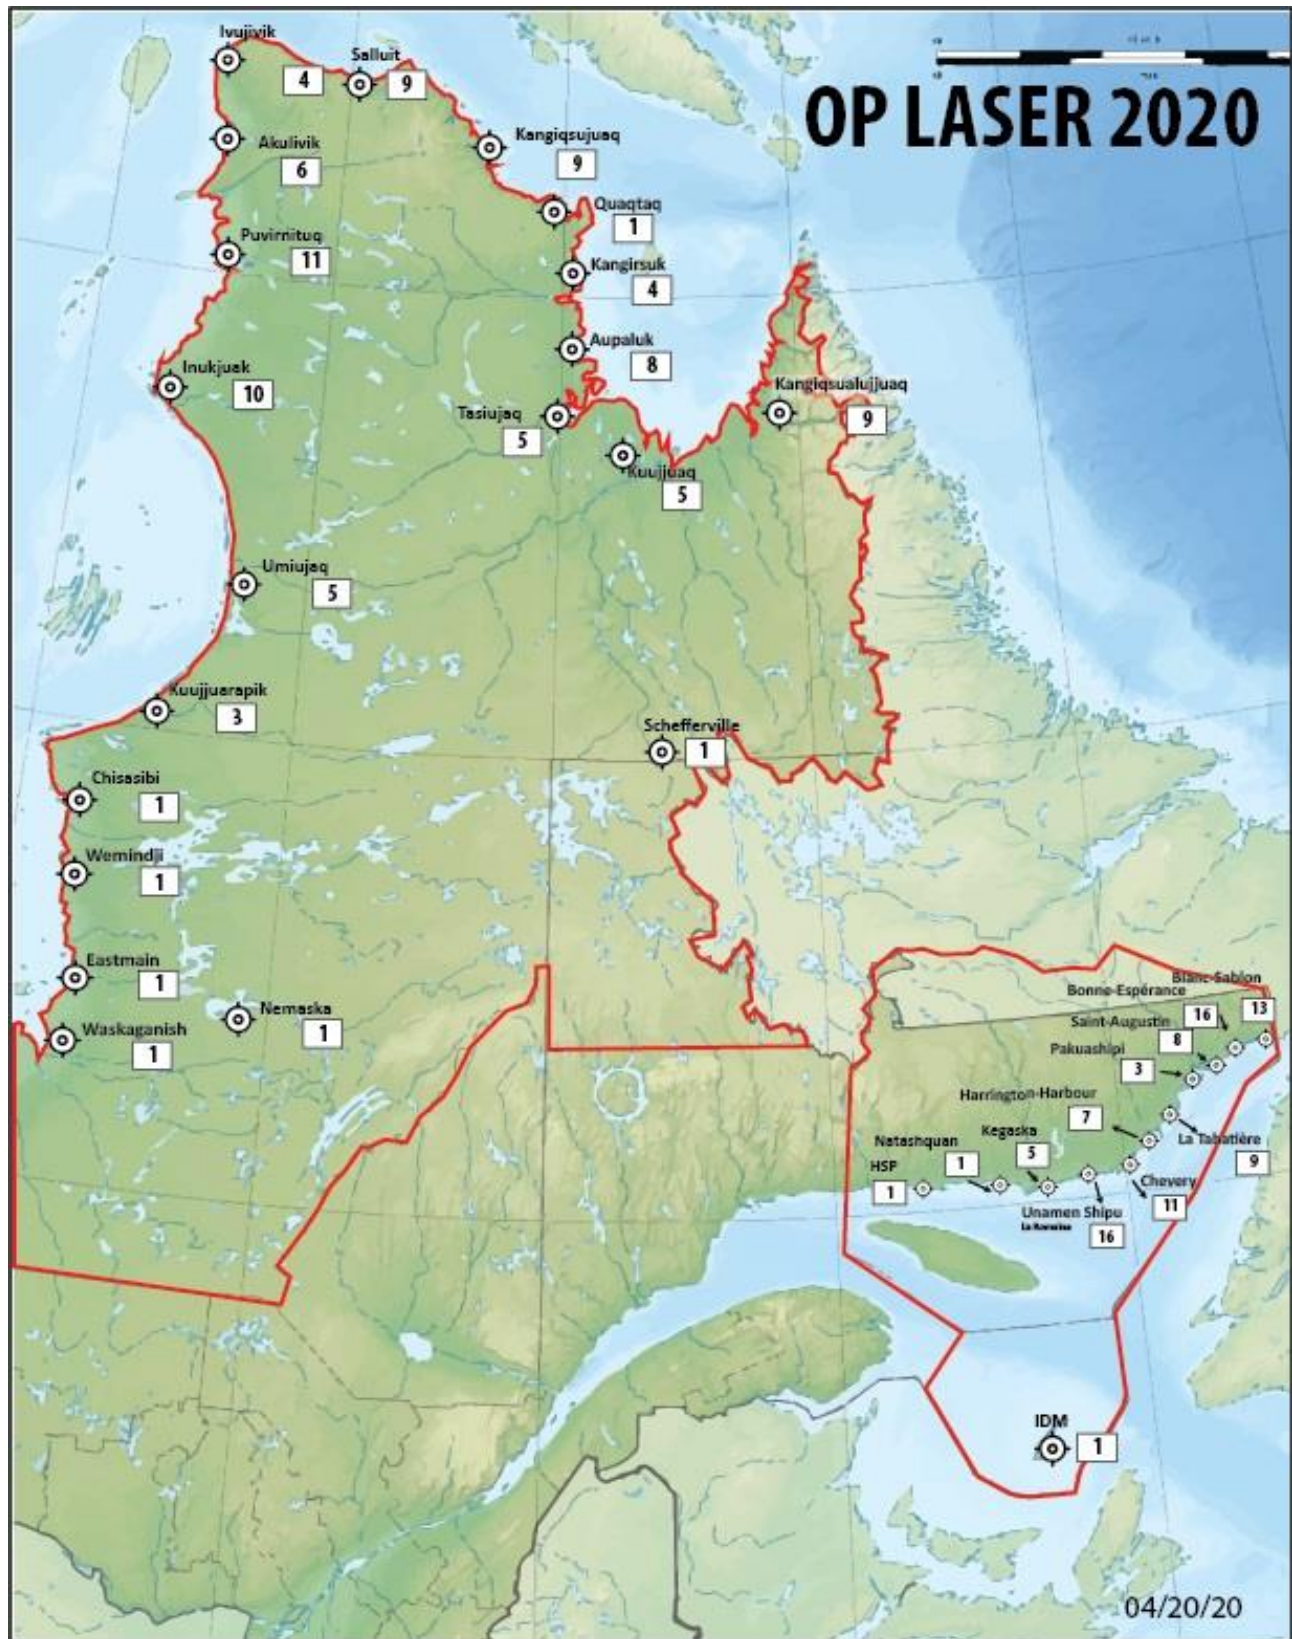 OP LASER 2020
Ivujivik
4
Salluit
9
Akulivik
6
Kangiqsujuaq
9
Quaqtaq
1
Puvirnituq
11
Kangirsuk
4
Aupaluk
8
Inukjuak
10
Tasiujaq
5
Kangiqsualujjuaq
9
Kuujjuaq
5
Umiujaq
5
Kuujjuarapik
3
Schefferville
1
Chisasibi
1
Wemindji
1
Eastmain
1
Nemaska
1
Waskaganish
1
Blanc-Sablon
13
Bonne-Espérance
16
Saint-Augustin
8
Pakuashipi
3
Harrington-Harbour
7
La Tabatière
9
Kegaska
5
Natashquan
1
HSP
1
Chevery
11
Unamen Shipu
La Romaine
16
IDM
1
04/20/20